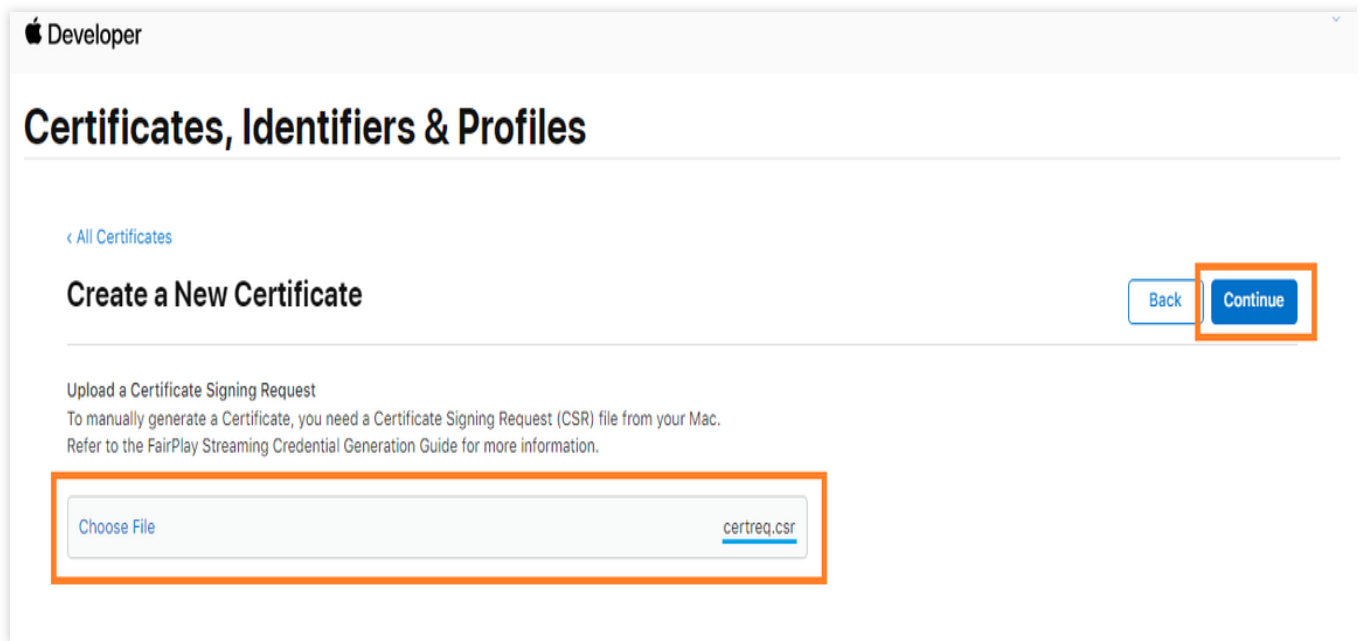 Developer
Certificates, Identifiers & Profiles
‹ All Certificates
Create a New Certificate
Back
Continue
Upload a Certificate Signing Request
To manually generate a Certificate, you need a Certificate Signing Request (CSR) file from your Mac.
Refer to the FairPlay Streaming Credential Generation Guide for more information.
Choose File
certreq.csr